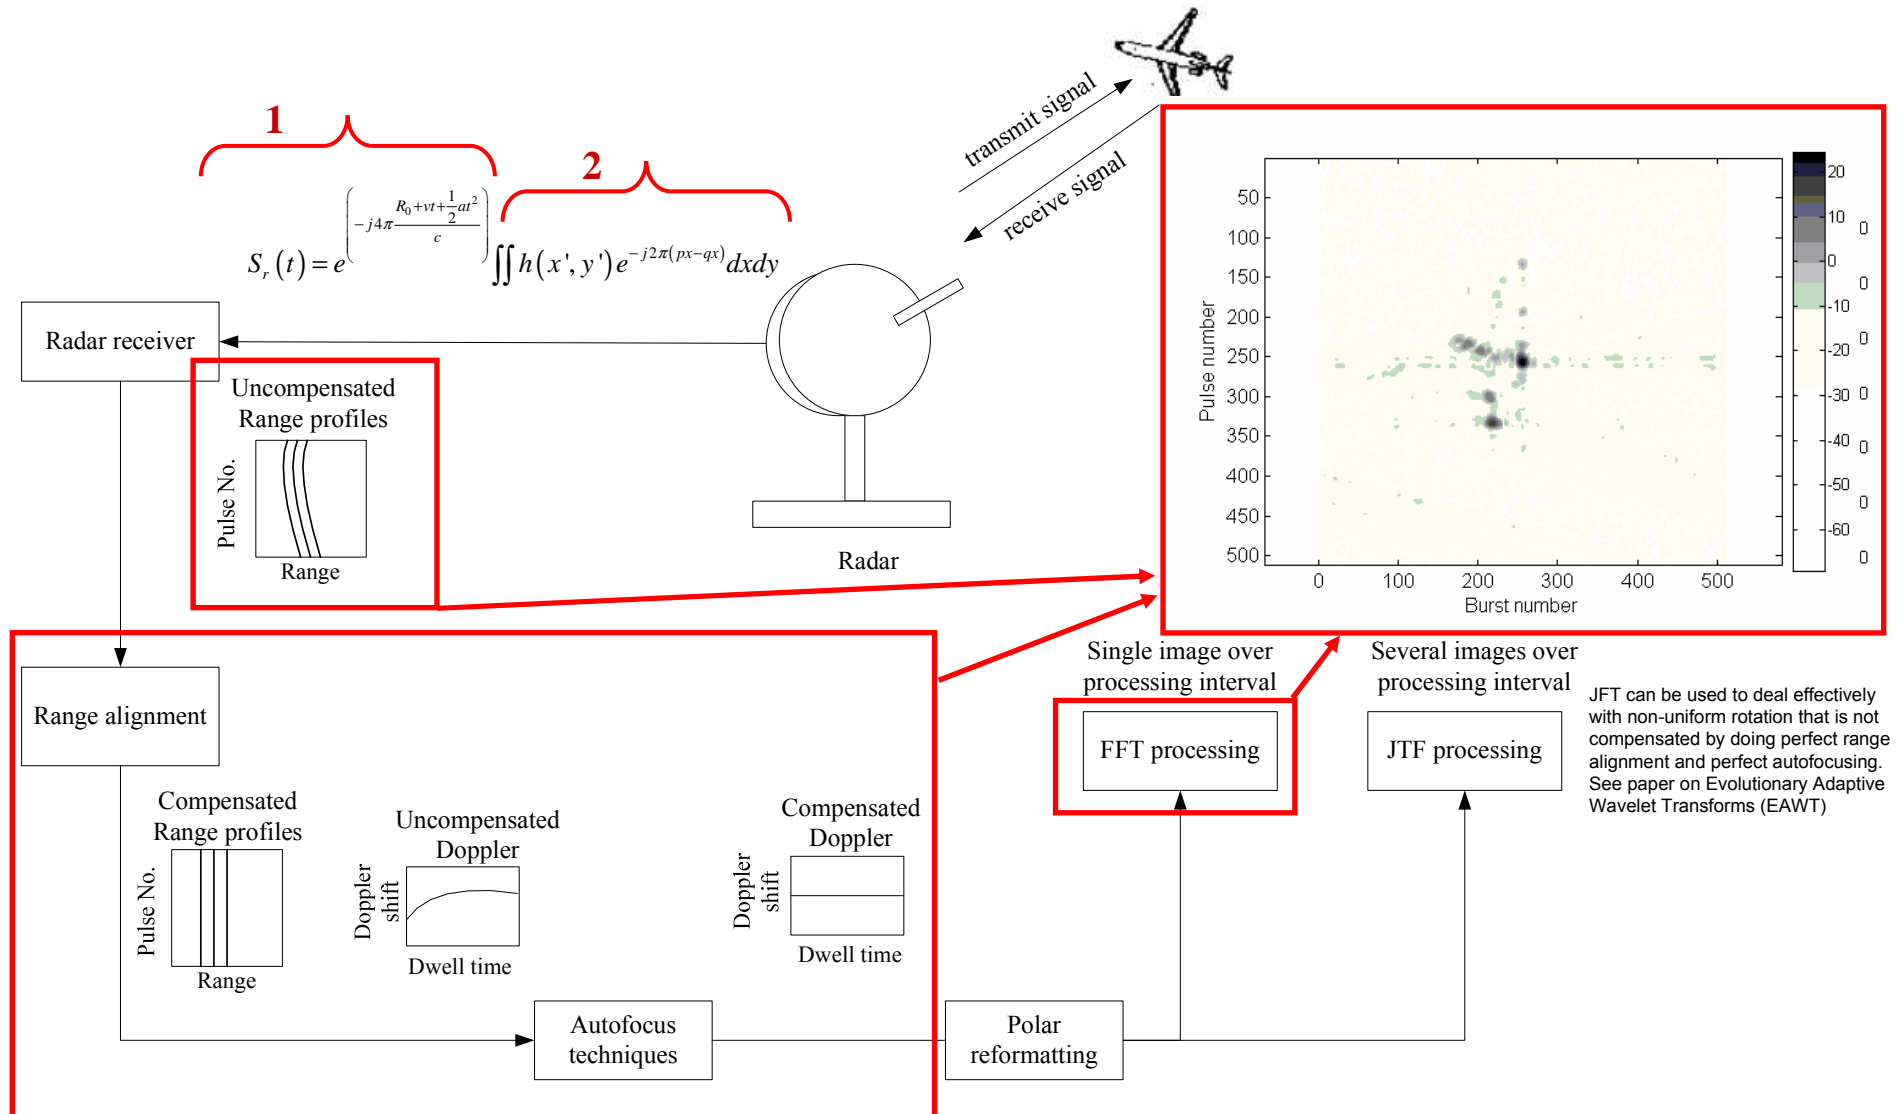 1
2
transmit signal
receive signal
S_r(t) = e^(-j4π (R_0+vt+1/2 at^2)/c) ∬ h(x',y') e^{-j2π(px-qx)} dxdy
Radar receiver
Uncompensated
Range profiles
Pulse No.
Range
Radar
50
100
150
200
250
300
350
400
450
500
Pulse number
0
100
200
300
400
500
Burst number
20
10
0
-10
-20
-30
-40
-50
-60
0
0
0
0
0
0
0
0
Range alignment
Compensated
Range profiles
Pulse No.
Range
Uncompensated
Doppler
Doppler
shift
Dwell time
Compensated
Doppler
Doppler
shift
Dwell time
Autofocus
techniques
Polar
reformatting
Single image over
processing interval
FFT processing
Several images over
processing interval
JTF processing
JFT can be used to deal effectively
with non-uniform rotation that is not
compensated by doing perfect range
alignment and perfect autofocusing.
See paper on Evolutionary Adaptive
Wavelet Transforms (EAWT)